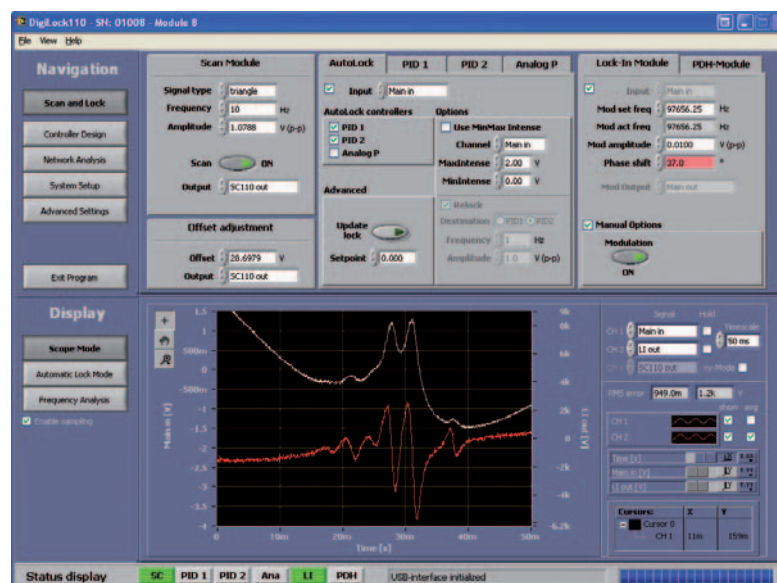 DigiLock110 - SN: 01008 - Module 8
File View Help
Navigation
Scan and Lock
Controller Design
Network Analysis
System Setup
Advanced Settings
Exit Program
Scan Module
Signal type triangle
Frequency 10 Hz
Amplitude 1.0788 V (p-p)
Scan ON
Output SC110 out
Offset adjustment
Offset 28.6979 V
Output SC110 out
AutoLock PID 1 PID 2 Analog P
Input Main in
AutoLock controllers
PID 1
PID 2
Analog P
Advanced
Update lock
Setpoint 0.000
Options
Use MinMax Intense
Channel Main in
MaxIntense 2.00 V
MinIntense 0.00 V
Relock
Destination PID1 PID2
Frequency 1 Hz
Amplitude 1.0 V (p-p)
Lock-In Module PDH-Module
Input Main in
Mod set freq 97656.25 Hz
Mod act freq 97656.25 Hz
Mod amplitude 0.0100 V (p-p)
Phase shift 37.0 °
Mod Output Main out
Manual Options
Modulation
ON
Display
Scope Mode
Automatic Lock Mode
Frequency Analysis
Enable sampling
Main in [V]
1.5
1
500m
0
-500m
-1
-1.5
-2
-2.5
-3
-3.5
-4
0 10m 20m 30m 40m 50m
Time [s]
9k
8k
6k
4k
2k
0
-2k
-4k
-6.2k
LI out [V]
Signal Hold
CH 1 Main in
CH 2 LI out
SC110 out xy-Mode
Timescale
50 ms
RMS error 949.0m 1.2k V
show avg
CH 1
CH 2
Time [s]
Main in [V]
LI out [V]
Cursors: X Y
Cursor 0
CH 1 11m 159m
Status display SC PID 1 PID 2 Ana LI PDH USB-interface initialized